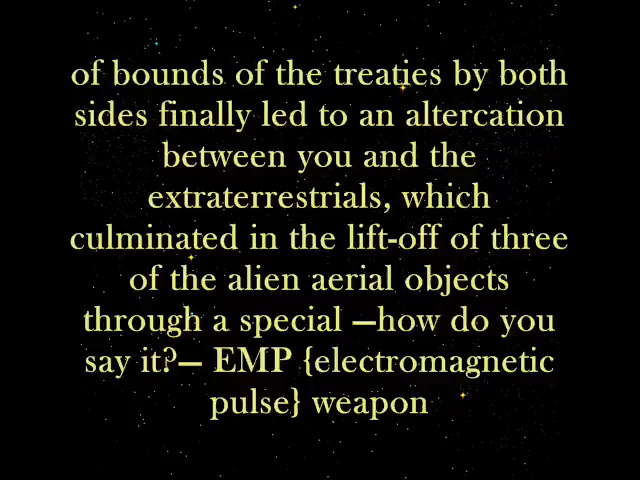 of bounds of the treaties by both
sides finally led to an altercation
between you and the
extraterrestrials, which
culminated in the lift-off of three
of the alien aerial objects
through a special —how do you
say it?— EMP {electromagnetic
pulse} weapon